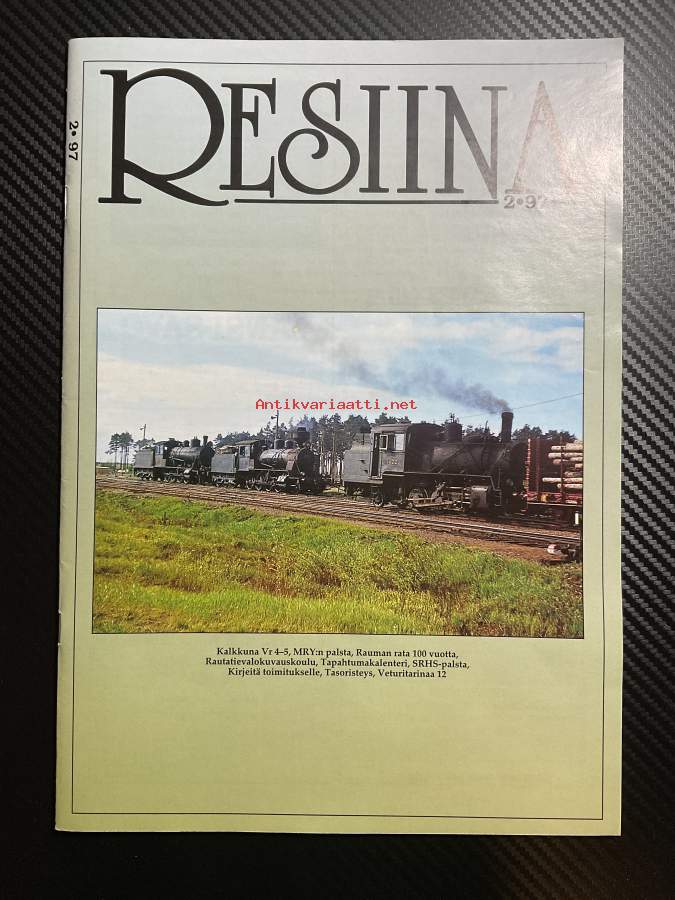 RESIINA
2•97
2•97
Antikvariaatti.net
Kalkkuna Vr 4–5, MRY:n palsta, Rauman rata 100 vuotta,
Rautatievalokuvauskoulu, Tapahtumakalenteri, SRHS-palsta,
Kirjeitä toimitukselle, Tasoristeys, Veturitarinaa 12